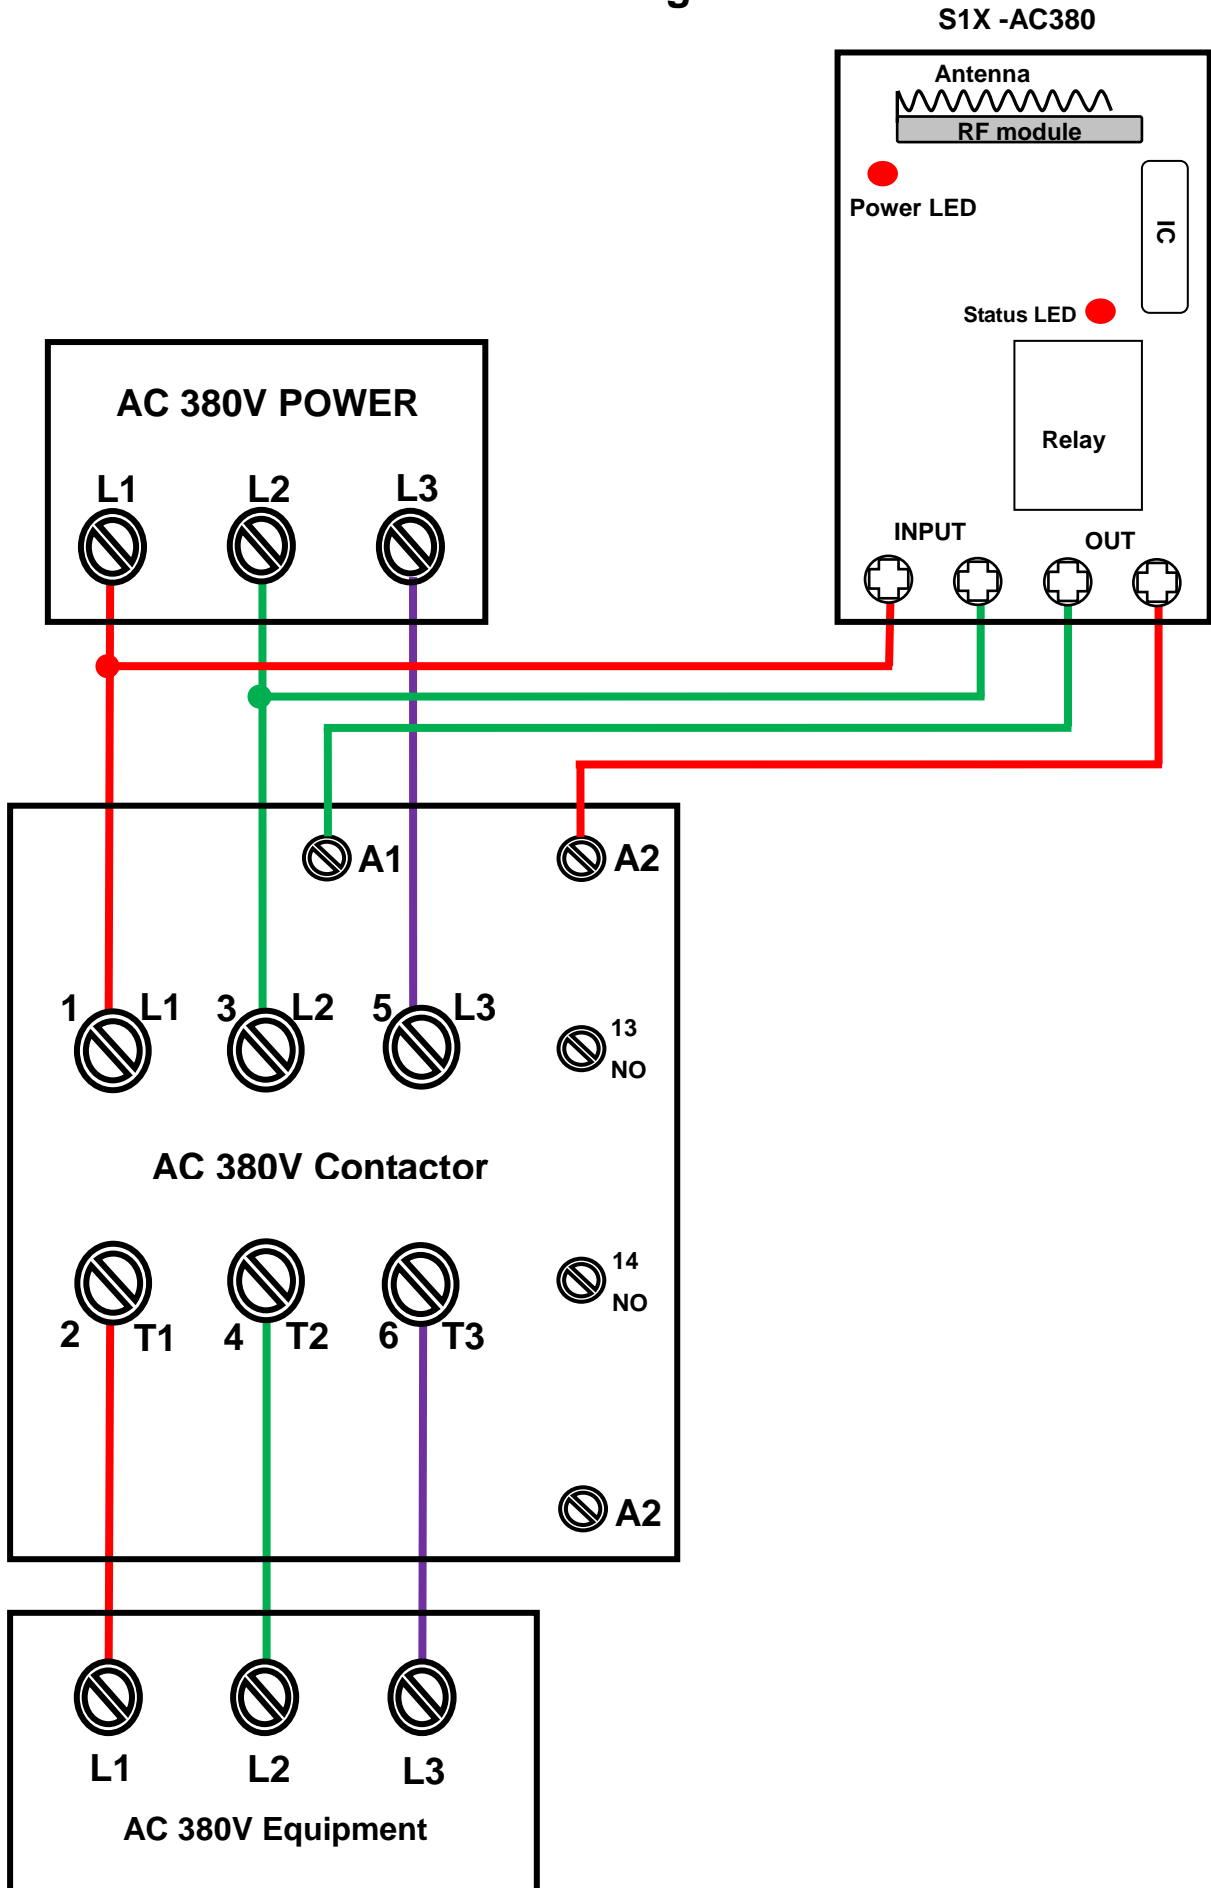 S1X -AC380
Antenna
RF module
Power LED
IC
Status LED
Relay
INPUT
OUT
AC 380V POWER
L1 L2 L3
A1 A2
1 L1 3 L2 5 L3
13
NO
AC 380V Contactor
14
NO
2 T1 4 T2 6 T3
A2
L1 L2 L3
AC 380V Equipment